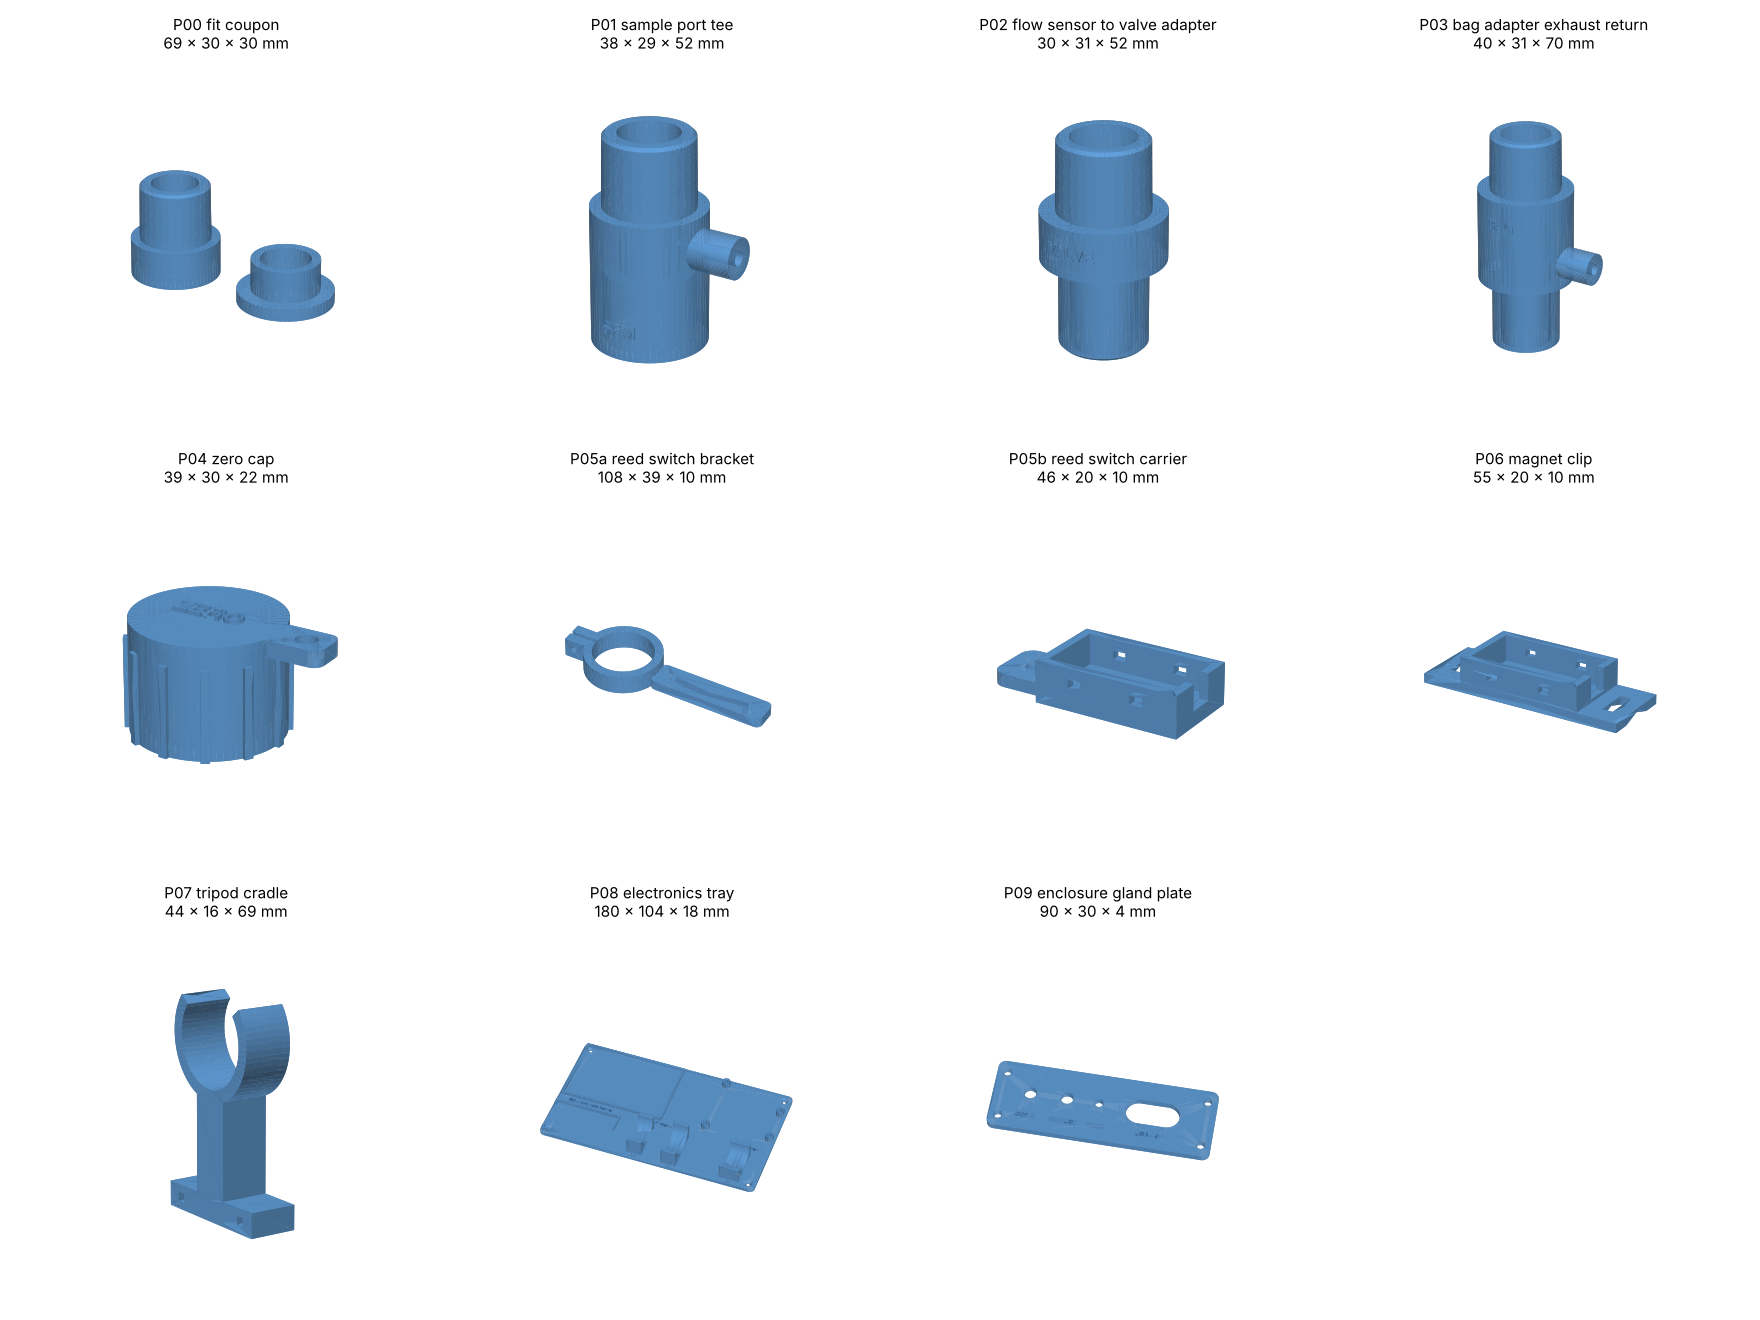 P00 fit coupon
69 × 30 × 30 mm
P01 sample port tee
38 × 29 × 52 mm
P02 flow sensor to valve adapter
30 × 31 × 52 mm
P03 bag adapter exhaust return
40 × 31 × 70 mm
P04 zero cap
39 × 30 × 22 mm
P05a reed switch bracket
108 × 39 × 10 mm
P05b reed switch carrier
46 × 20 × 10 mm
P06 magnet clip
55 × 20 × 10 mm
ZERO
P07 tripod cradle
44 × 16 × 69 mm
P08 electronics tray
180 × 104 × 18 mm
P09 enclosure gland plate
90 × 30 × 4 mm